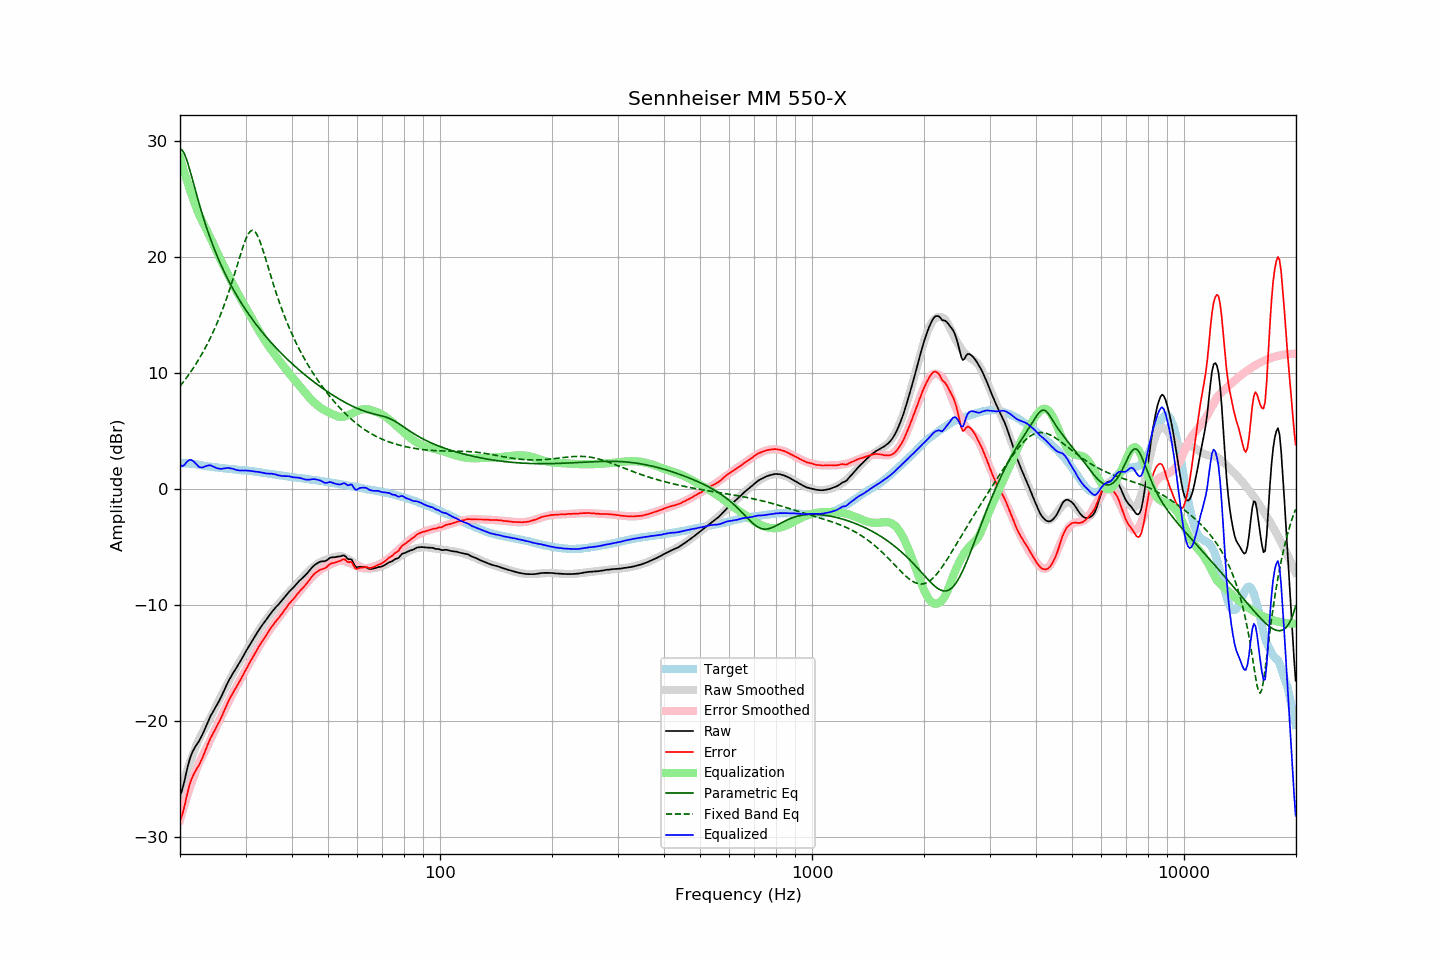 Sennheiser MM 550-X
Amplitude (dBr)
30
20
10
0
−10
−20
−30
Target
Raw Smoothed
Error Smoothed
Raw
Error
Equalization
Parametric Eq
Fixed Band Eq
Equalized
100
1000
10000
Frequency (Hz)